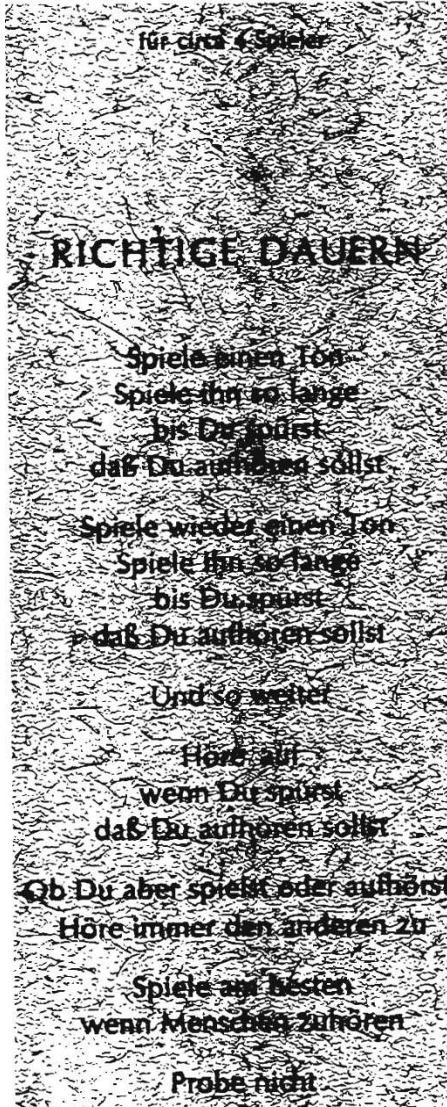 für circa 4 Spieler
RICHTIGE DAUERN
Spiele einen Ton
Spiele ihn so lange
bis Du spürst
daß Du aufhören sollst
Spiele wieder einen Ton
Spiele ihn so lange
bis Du spürst
daß Du aufhören sollst
Und so weiter
Höre auf
wenn Du spürst
daß Du aufhören sollst
Ob Du aber spielst oder aufhörst
Höre immer den anderen zu
Spiele am besten
wenn Menschen zuhören
Probe nicht